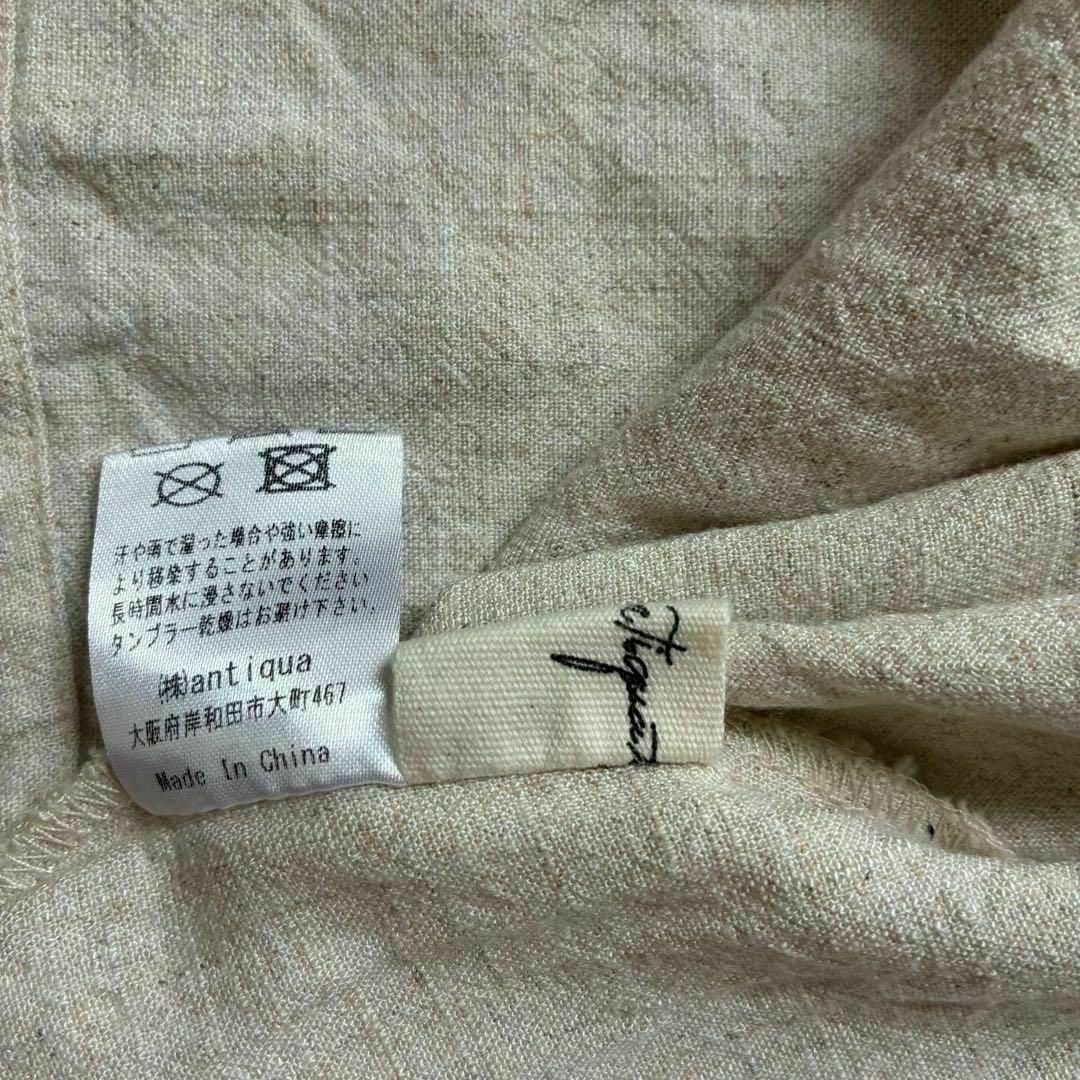 汗や雨で湿った場合や強い摩擦に
より移染することがあります。
長時間水に浸さないでください
タンブラー乾燥はお避け下さい。
㈱antiqua
大阪府岸和田市大町467
Made In China